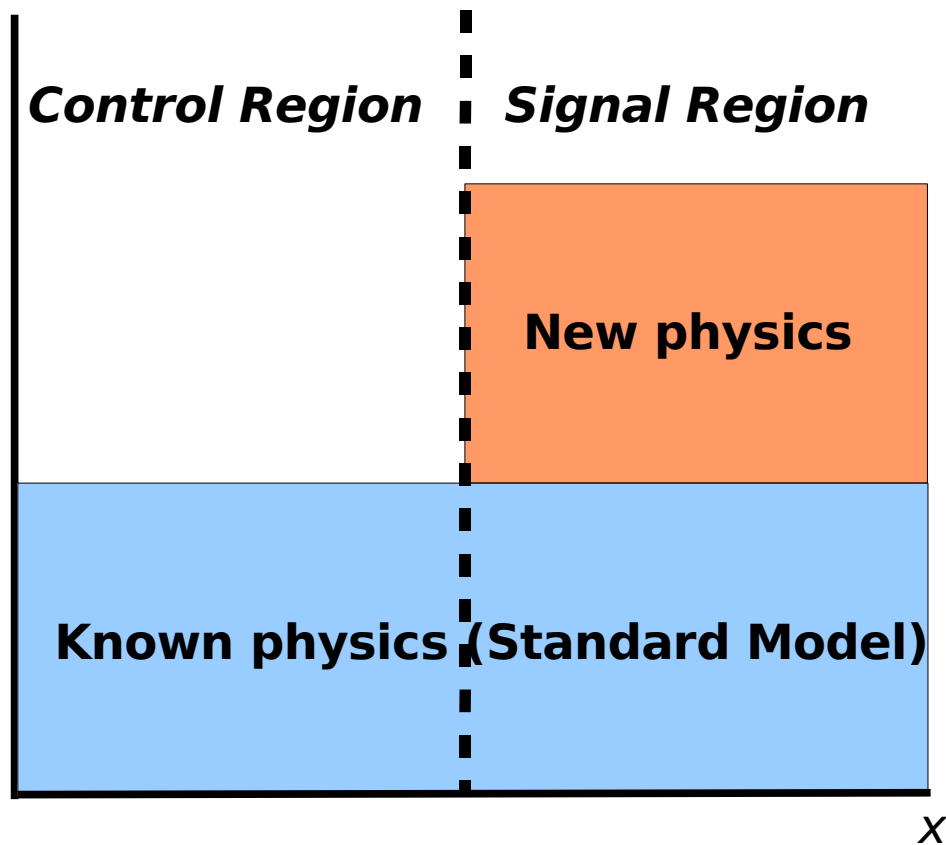 Control Region
Signal Region
New physics
Known physics (Standard Model)
x